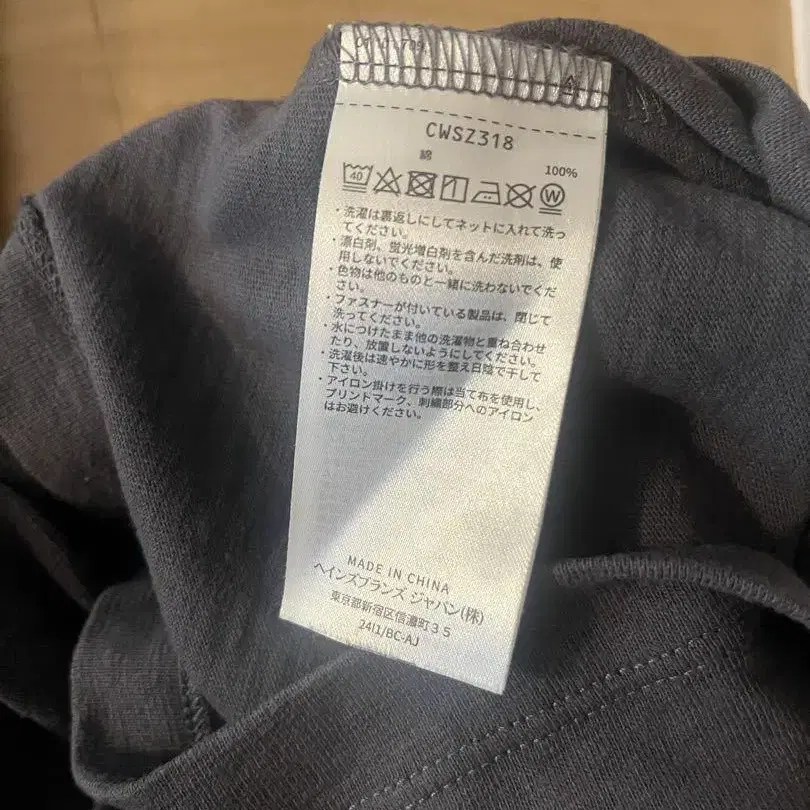 CWSZ318
綿 100%
40
W
・洗濯は裏返しにしてネットに入れて洗っ
てください。
・漂白剤、蛍光増白剤を含んだ洗剤は、使
用しないでください。
・色物は他のものと一緒に洗わないでくだ
さい。
・ファスナーが付いている製品は、閉じて
洗ってください。
・水につけたまま他の洗濯物と重ね合わせ
たり、放置しないようにしてください。
・洗濯後は速やかに形を整え日陰で干して
下さい。
・アイロン掛けを行う際は当て布を使用し、
プリントマーク、刺繍部分へのアイロン
はお避けください。
MADE IN CHINA
ヘインズブランズ ジャパン(株)
東京都新宿区信濃町３５
24I1/BC-AJ